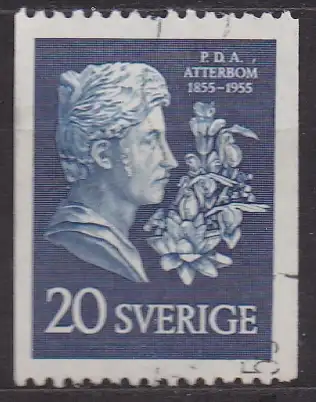 P. D. A.
ATTERBOM
1855-1955
20 SVERIGE